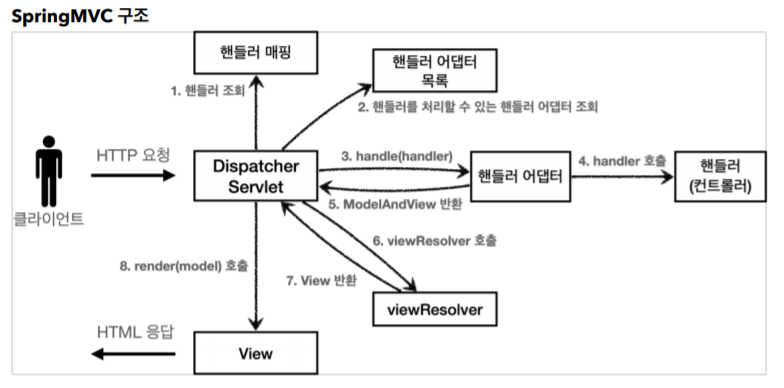 SpringMVC 구조
핸들러 매핑
1. 핸들러 조회
핸들러 어댑터
목록
2. 핸들러를 처리할 수 있는 핸들러 어댑터 조회
HTTP 요청
클라이언트
Dispatcher
Servlet
3. handle(handler)
핸들러 어댑터
4. handler 호출
핸들러
(컨트롤러)
5. ModelAndView 반환
6. viewResolver 호출
7. View 반환
8. render(model) 호출
viewResolver
HTML 응답
View